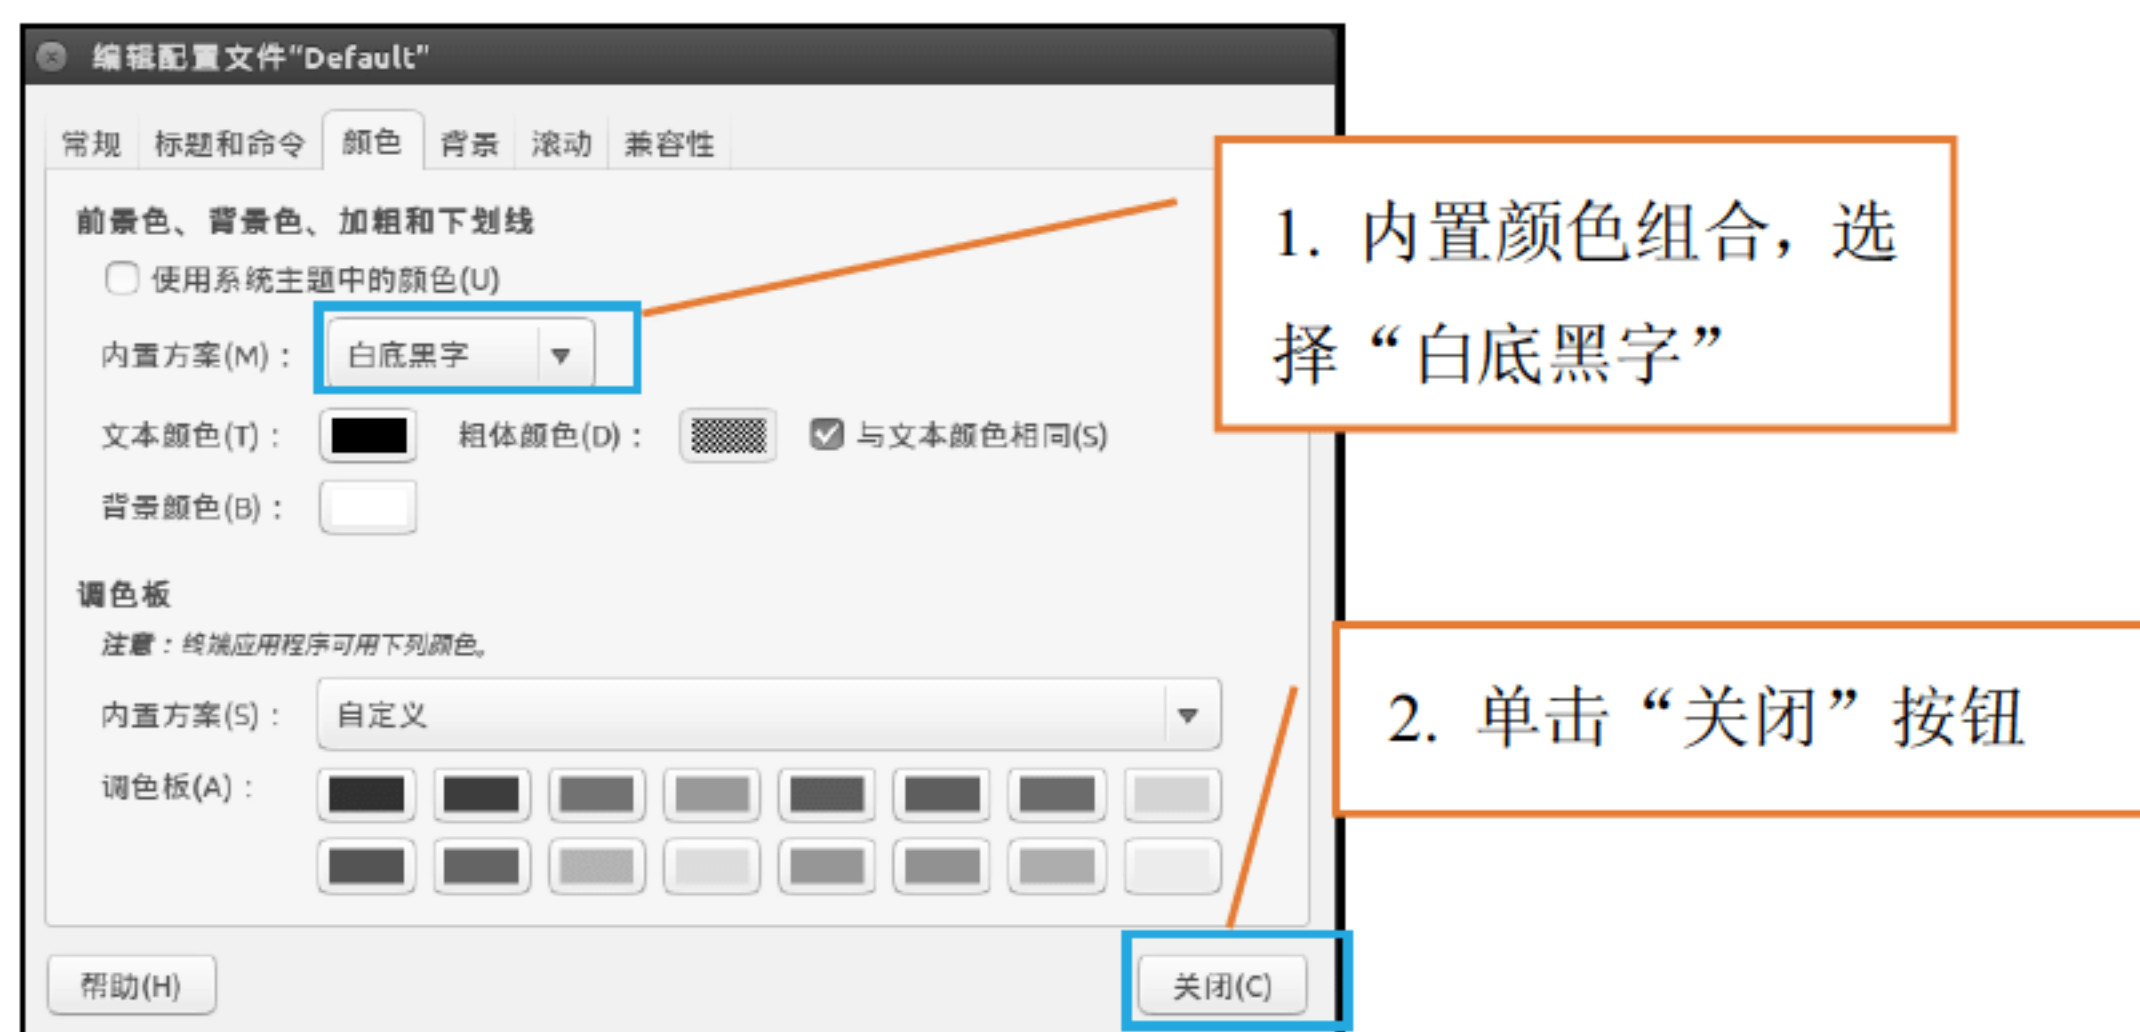 编辑配置文件“Default”
常规 标题和命令 颜色 背景 滚动 兼容性
前景色、背景色、加粗和下划线
使用系统主题中的颜色(U)
内置方案(M)： 白底黑字
文本颜色(T)： 粗体颜色(D)： 与文本颜色相同(S)
背景颜色(B)：
调色板
注意：终端应用程序可用下列颜色。
内置方案(S)： 自定义
调色板(A)：
帮助(H) 关闭(C)
1. 内置颜色组合，选
择“白底黑字”
2. 单击“关闭”按钮